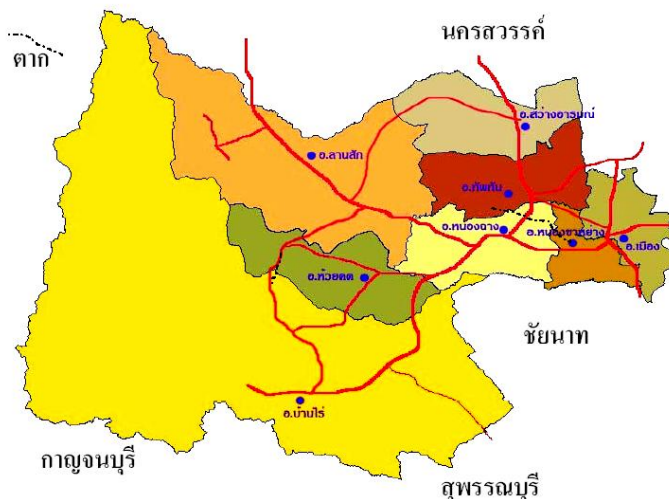 นครสวรรค์
ตาก
อ.สว่างอารมณ์
อ.ลานสัก
อ.ทัพทัน
อ.หนองฉาง
อ.หนองขาหย่าง
อ.เมือง
อ.ห้วยคต
ชัยนาท
อ.บ้านไร่
กาญจนบุรี
สุพรรณบุรี